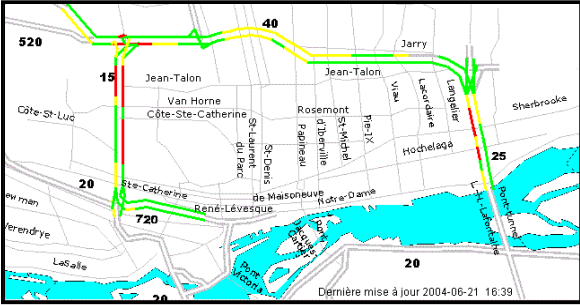 40
520
Jarry
15
Jean-Talon
Jean-Talon
Van Horne
Côte-St-Luc
Côte-Ste-Catherine
Rosemont
St-Laurent
du Parc
St-Denis
Papineau
d'Iberville
St-Michel
Pie-IX
Viau
Lacordaire
Langelier
Sherbrooke
Hochelaga
25
20
Ste-Catherine
de Maisoneuve
Notre-Dame
René-Lévesque
720
L.-H.-Lafontaine
Pont-tunnel
Newman
Verendrye
LaSalle
Pont
Jacques-
Cartier
Pont
Victoria
20
20
Dernière mise à jour 2004-06-21 16:39